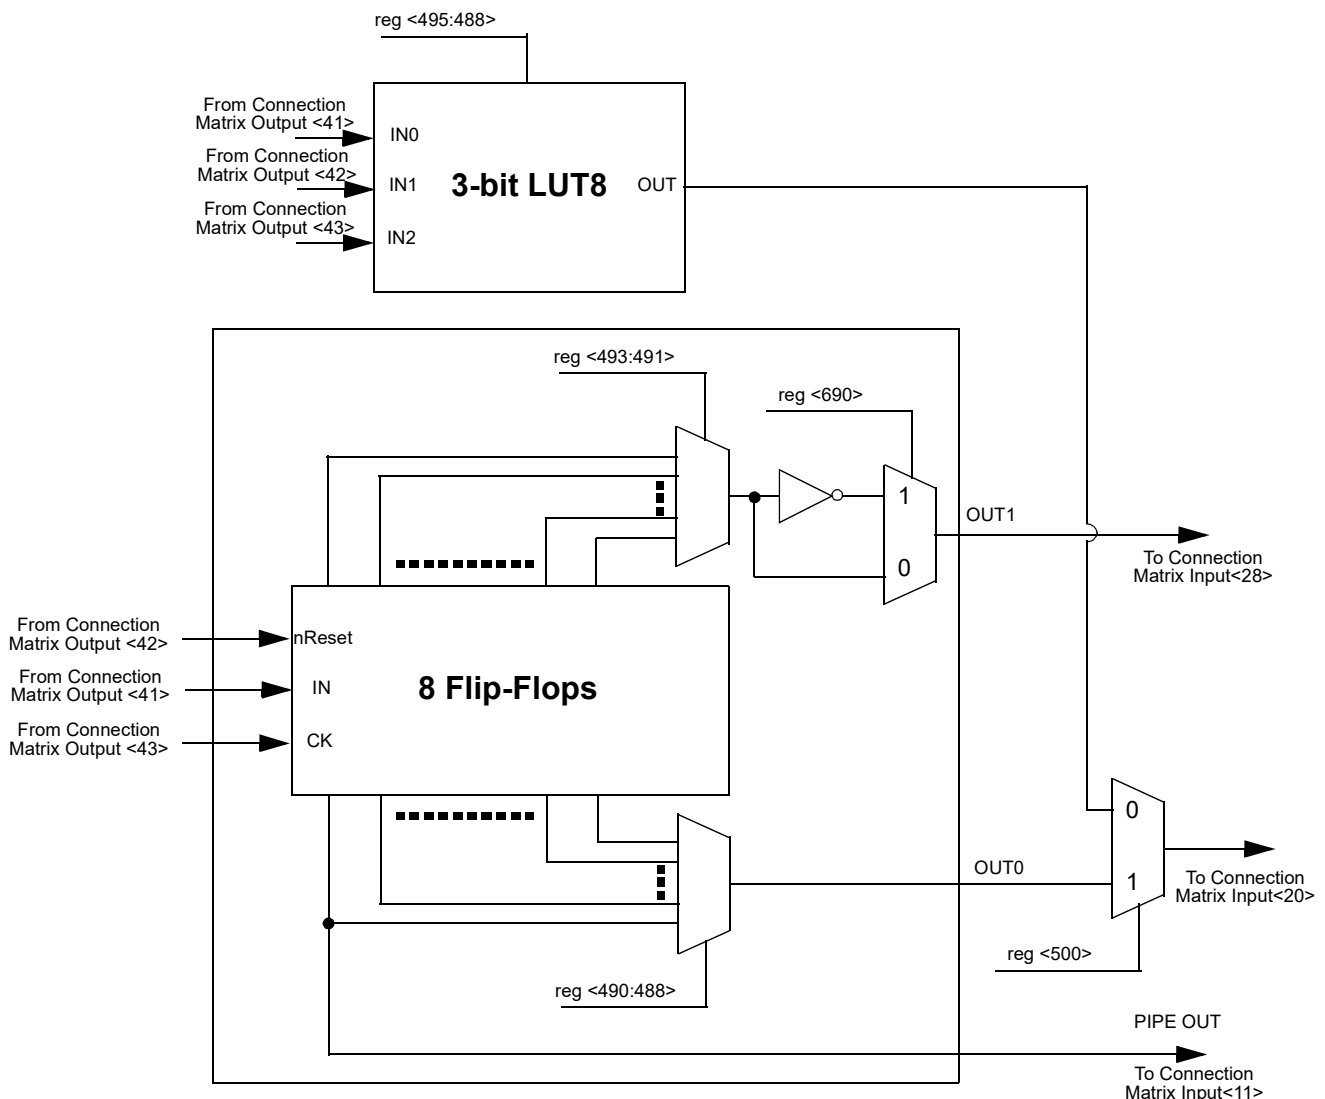 reg <495:488>
From Connection
Matrix Output <41>
IN0
From Connection
Matrix Output <42>
IN1
3-bit LUT8
OUT
From Connection
Matrix Output <43>
IN2
reg <493:491>
reg <690>
1
OUT1
0
To Connection
Matrix Input<28>
From Connection
Matrix Output <42>
nReset
From Connection
Matrix Output <41>
IN
8 Flip-Flops
From Connection
Matrix Output <43>
CK
0
OUT0
1
To Connection
Matrix Input<20>
reg <500>
reg <490:488>
PIPE OUT
To Connection
Matrix Input<11>